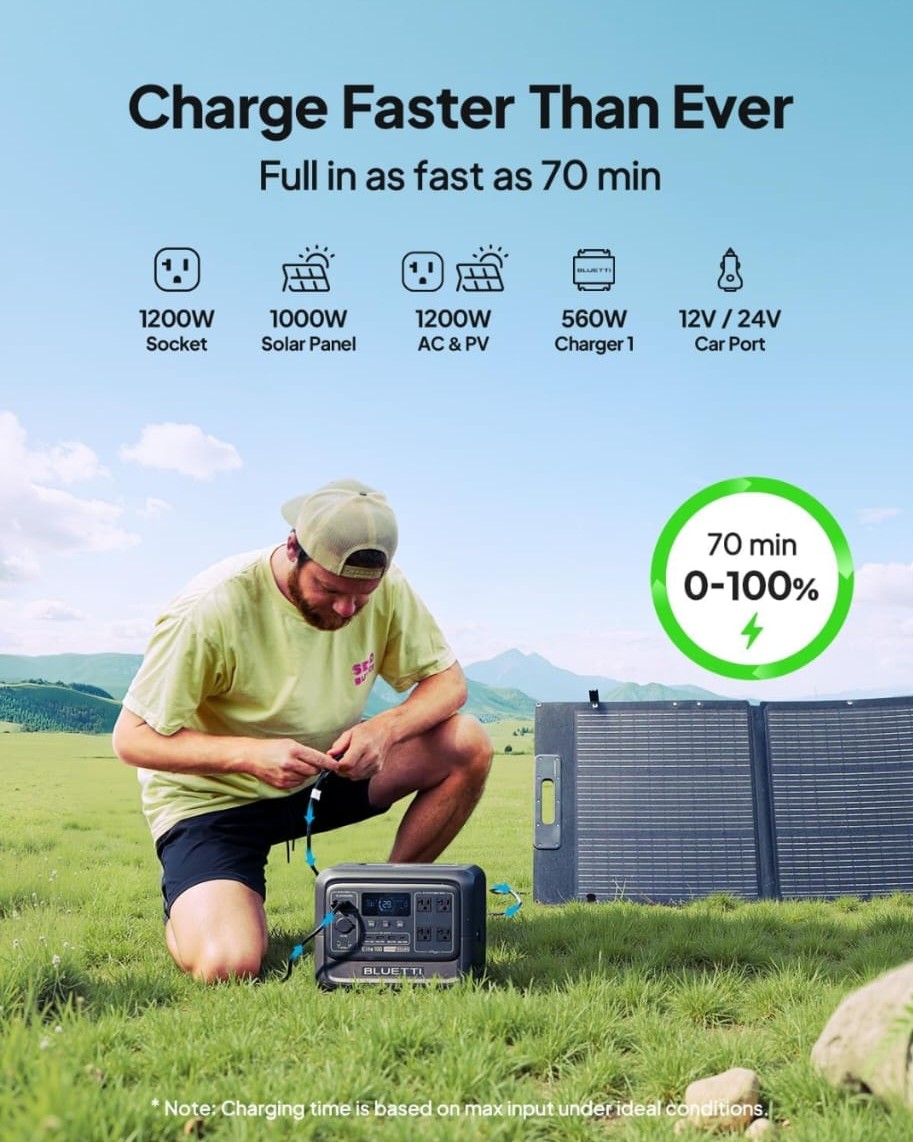 Charge Faster Than Ever
Full in as fast as 70 min
BLUETTI
1200W
Socket
1000W
Solar Panel
1200W
AC & PV
560W
Charger 1
12V / 24V
Car Port
70 min
0-100%
Elite 100
BLUETTI
* Note: Charging time is based on max input under ideal conditions.